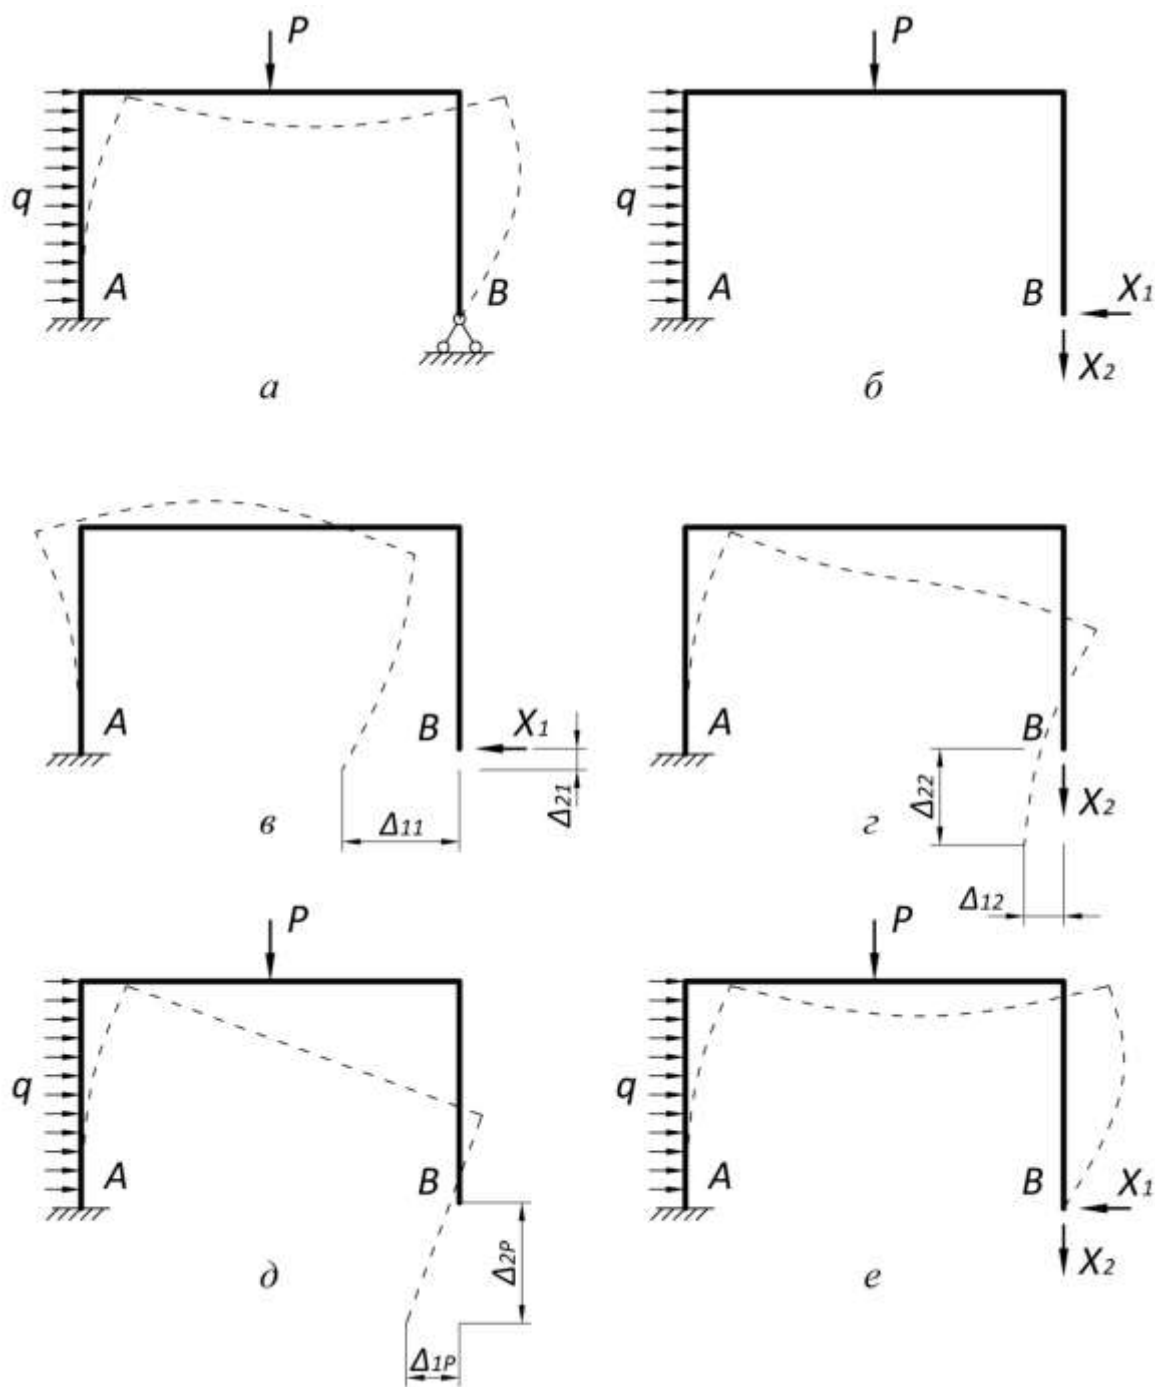 P P
q q
A B A B X1
X2
а б
A B X1 A B
Δ21 Δ22 X2
Δ11
в г
Δ12
P P
q q
A B A B X1
Δ2P X2
д е
Δ1P